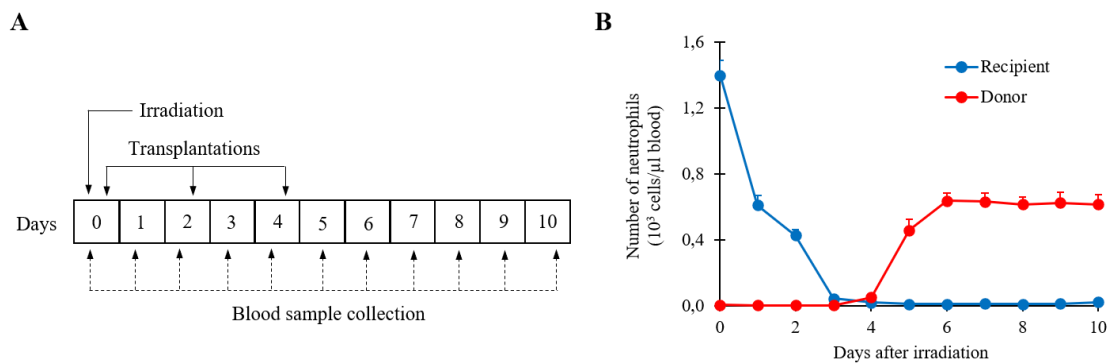 A
Irradiation
Transplantations
Days 0 1 2 3 4 5 6 7 8 9 10
Blood sample collection
B
Number of neutrophils
(10³ cells/µl blood)
1,6
1,2
0,8
0,4
0,0
Recipient
Donor
0 2 4 6 8 10
Days after irradiation